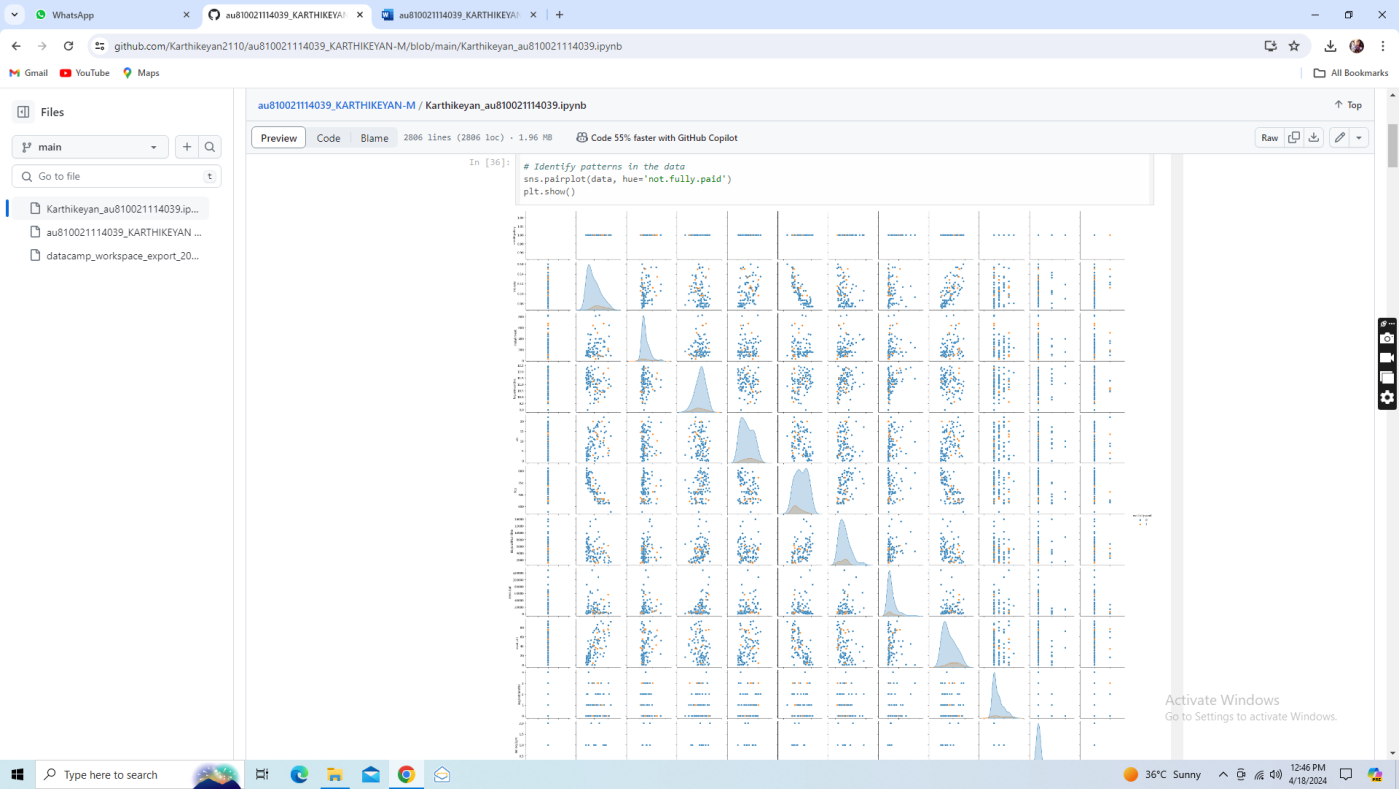 WhatsApp
au810021114039_KARTHIKEYAN
au810021114039_KARTHIKEYAN
github.com/Karthikeyan2110/au810021114039_KARTHIKEYAN-M/blob/main/Karthikeyan_au810021114039.ipynb
Gmail YouTube Maps All Bookmarks
Files
au810021114039_KARTHIKEYAN-M / Karthikeyan_au810021114039.ipynb
Top
main
Preview Code Blame 2806 lines (2806 loc) · 1.96 MB Code 55% faster with GitHub Copilot Raw
Go to file t
In [36]:
# Identify patterns in the data
sns.pairplot(data, hue='not.fully.paid')
plt.show()
Karthikeyan_au810021114039.ip...
au810021114039_KARTHIKEYAN ...
datacamp_workspace_export_20...
Activate Windows
Go to Settings to activate Windows.
Type here to search
36°C Sunny
12:46 PM
4/18/2024